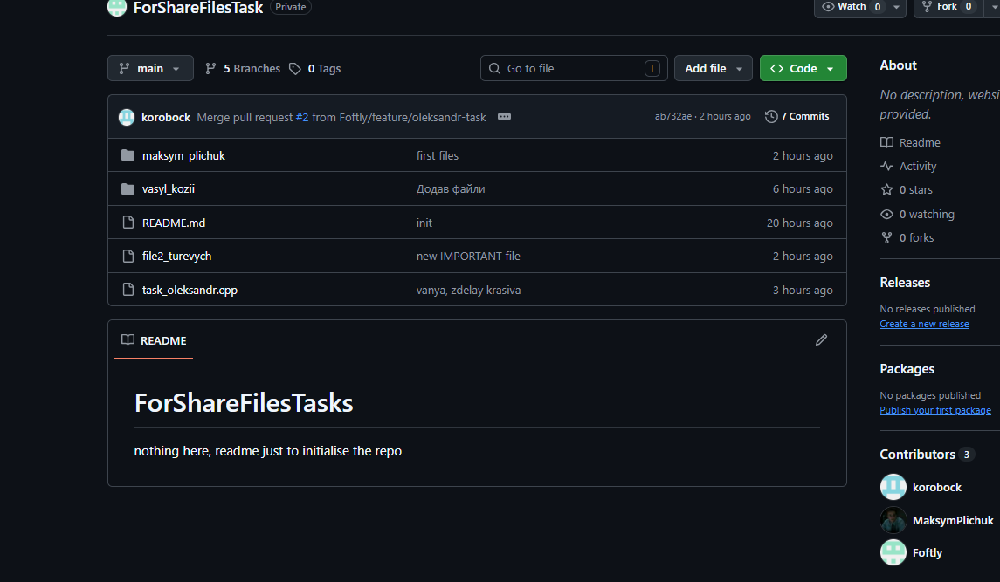 ForShareFilesTask Private Watch 0 Fork 0
main 5 Branches 0 Tags Go to file T Add file Code
korobock Merge pull request #2 from Foftly/feature/oleksandr-task ab732ae · 2 hours ago 7 Commits
maksym_plichuk first files 2 hours ago
vasyl_kozii Додав файли 6 hours ago
README.md init 20 hours ago
file2_turevych new IMPORTANT file 2 hours ago
task_oleksandr.cpp vanya, zdelay krasiva 3 hours ago
README
ForShareFilesTasks
nothing here, readme just to initialise the repo
About
No description,
provided.
Readme
Activity
0 stars
0 watching
0 forks
Releases
No releases published
Create a new release
Packages
No packages published
Publish your first package
Contributors 3
korobock
MaksymPlichuk
Foftly